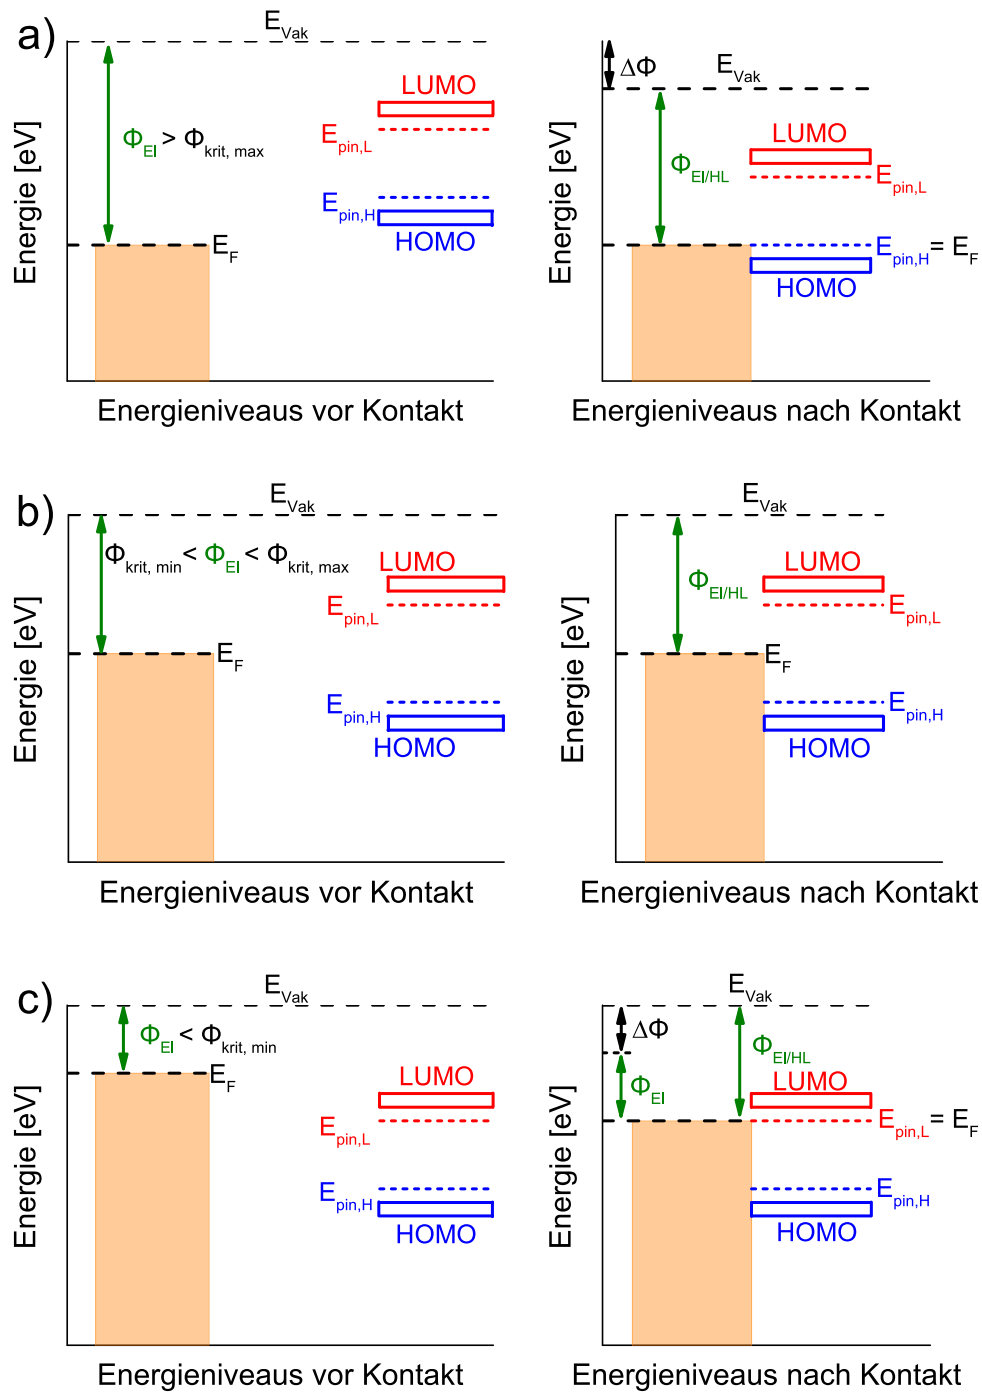 a)
E_Vak
Φ_El > Φ_krit, max
LUMO
E_pin,L
E_pin,H
HOMO
E_F
Energie [eV]
Energieniveaus vor Kontakt
ΔΦ
E_Vak
LUMO
Φ_El/HL
E_pin,L
E_pin,H = E_F
HOMO
Energie [eV]
Energieniveaus nach Kontakt
b)
E_Vak
Φ_krit, min < Φ_El < Φ_krit, max
LUMO
E_pin,L
E_F
E_pin,H
HOMO
Energie [eV]
Energieniveaus vor Kontakt
E_Vak
LUMO
Φ_El/HL
E_pin,L
E_F
E_pin,H
HOMO
Energie [eV]
Energieniveaus nach Kontakt
c)
E_Vak
Φ_El < Φ_krit, min
E_F
LUMO
E_pin,L
E_pin,H
HOMO
Energie [eV]
Energieniveaus vor Kontakt
E_Vak
ΔΦ
Φ_El/HL
Φ_El
LUMO
E_pin,L = E_F
E_pin,H
HOMO
Energie [eV]
Energieniveaus nach Kontakt